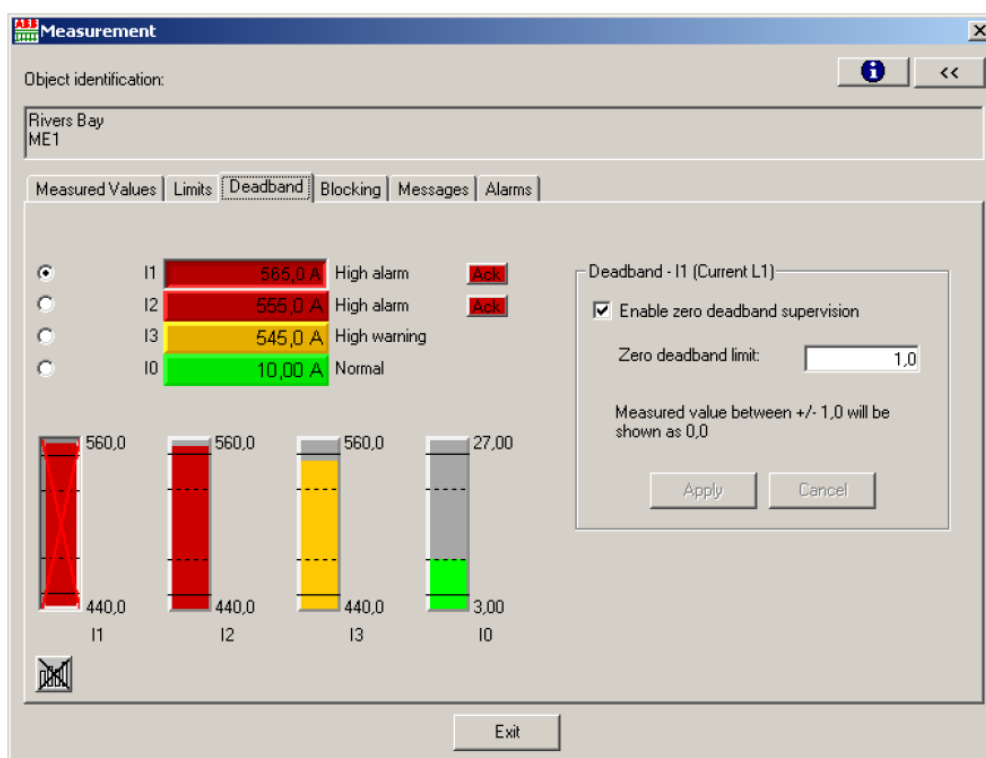 ABB Measurement
Object identification:
<<
Rivers Bay
ME1
Measured Values Limits Deadband Blocking Messages Alarms
I1 565,0 A High alarm Ack
I2 555,0 A High alarm Ack
I3 545,0 A High warning
I0 10,00 A Normal
Deadband - I1 (Current L1)
Enable zero deadband supervision
Zero deadband limit: 1,0
Measured value between +/- 1,0 will be
shown as 0,0
Apply Cancel
560,0 560,0 560,0 27,00
440,0 440,0 440,0 3,00
I1 I2 I3 I0
Exit